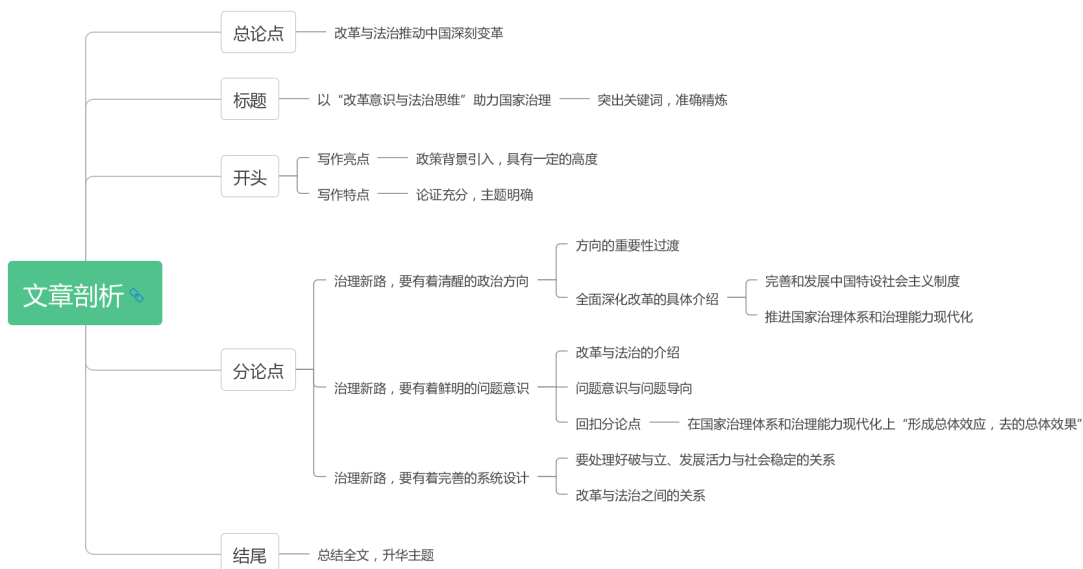 文章剖析
总论点
改革与法治推动中国深刻变革
标题
以“改革意识与法治思维”助力国家治理
突出关键词，准确精炼
开头
写作亮点
政策背景引入，具有一定的高度
写作特点
论证充分，主题明确
分论点
治理新路，要有着清醒的政治方向
方向的重要性过渡
全面深化改革的具体介绍
完善和发展中国特设社会主义制度
推进国家治理体系和治理能力现代化
治理新路，要有着鲜明的问题意识
改革与法治的介绍
问题意识与问题导向
回扣分论点
在国家治理体系和治理能力现代化上“形成总体效应，去的总体效果”
治理新路，要有着完善的系统设计
要处理好破与立、发展活力与社会稳定的关系
改革与法治之间的关系
结尾
总结全文，升华主题